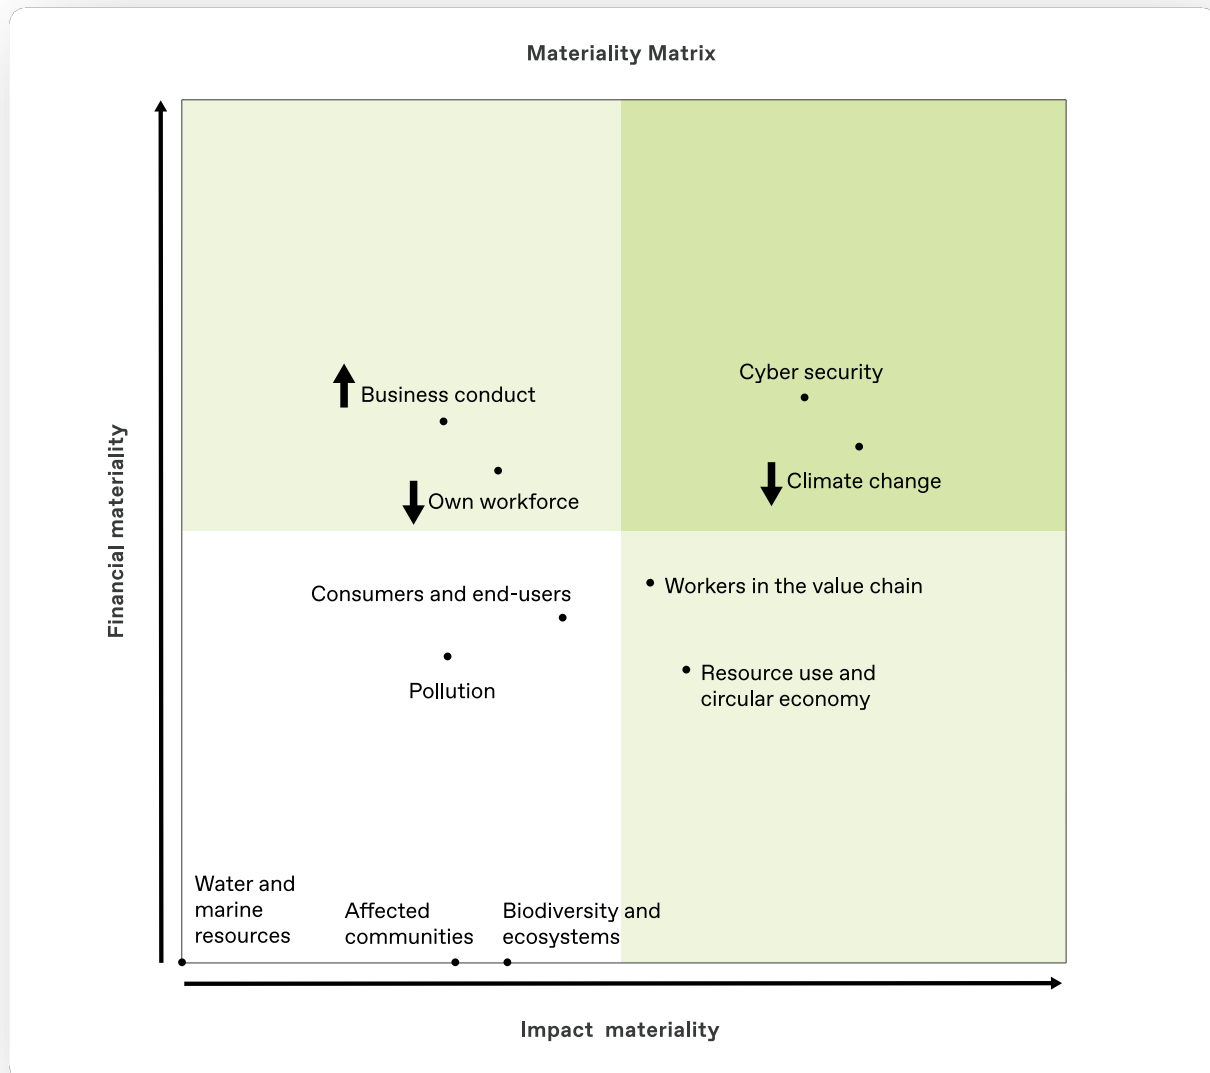 Materiality Matrix
Financial materiality
Cyber security
Business conduct
Climate change
Own workforce
Workers in the value chain
Consumers and end-users
Resource use and
circular economy
Pollution
Water and
marine
resources
Affected
communities
Biodiversity and
ecosystems
Impact materiality